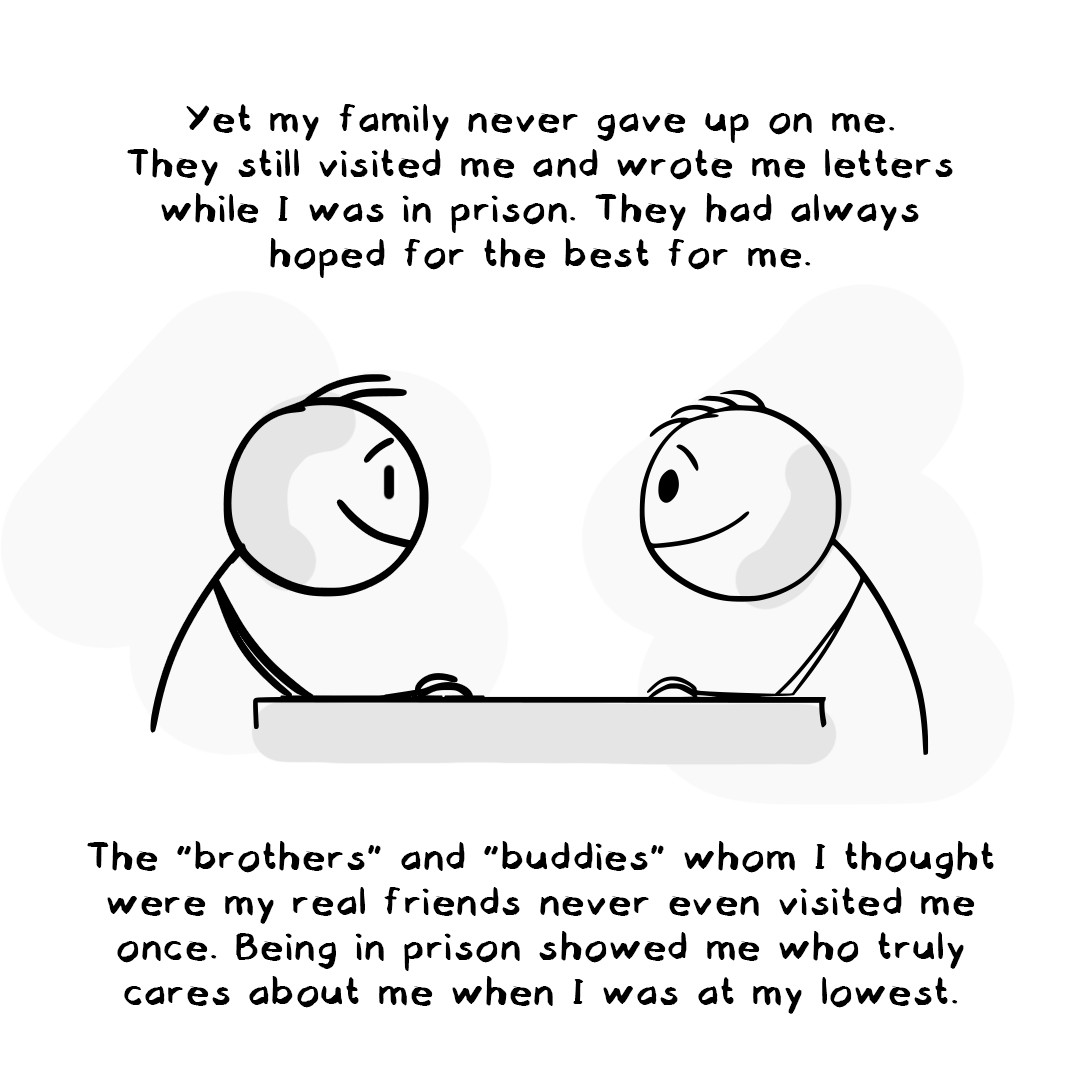 Yet my family never gave up on me.
They still visited me and wrote me letters
while I was in prison. They had always
hoped for the best for me.
The "brothers" and "buddies" whom I thought
were my real friends never even visited me
once. Being in prison showed me who truly
cares about me when I was at my lowest.